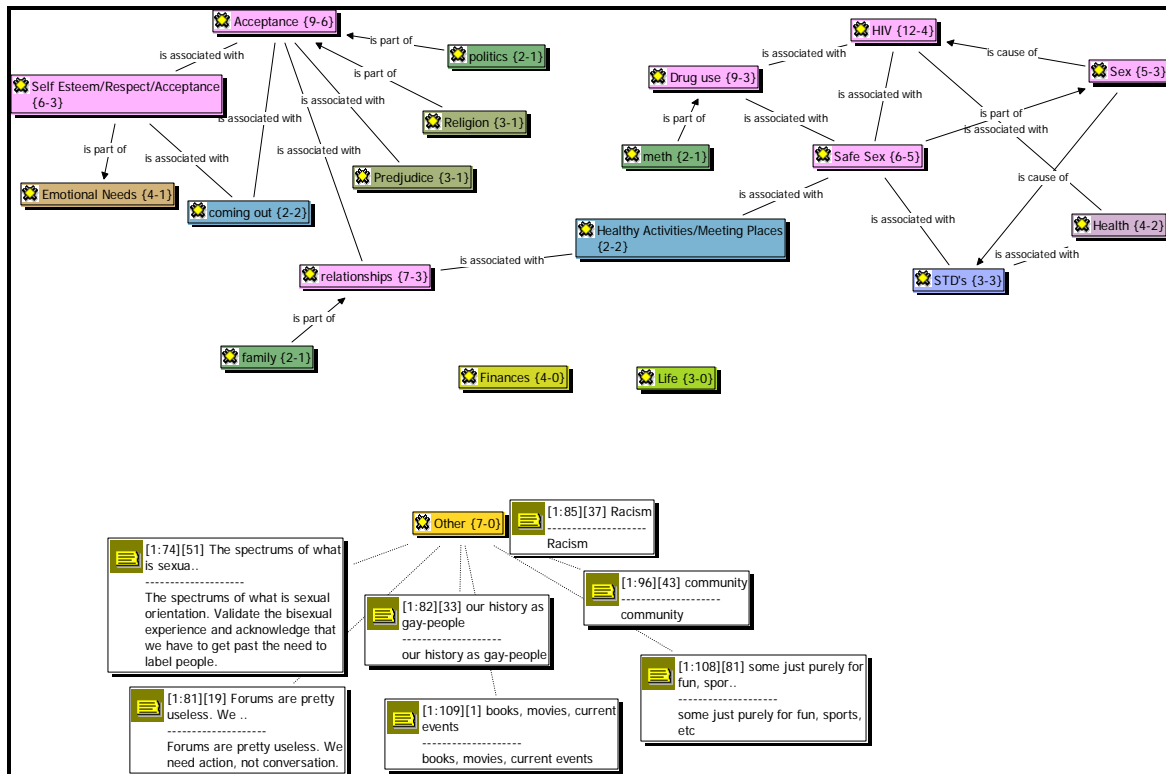 Acceptance {9-6}
HIV {12-4}
is part of
politics {2-1}
is associated with
is associated with
is cause of
Drug use {9-3}
Sex {5-3}
is part of
Self Esteem/Respect/Acceptance
{6-3}
is associated with
is associated with
is associated with
Religion {3-1}
is part of
is associated with
is part of
is associated with
is part of
is associated with
is associated with
meth {2-1}
Safe Sex {6-5}
Predjudice {3-1}
is cause of
Emotional Needs {4-1}
coming out {2-2}
is associated with
is associated with
Healthy Activities/Meeting Places
{2-2}
Health {4-2}
is associated with
is associated with
relationships {7-3}
STD's {3-3}
is part of
family {2-1}
Finances {4-0}
Life {3-0}
Other {7-0}
[1:85][37] Racism
--------------------
Racism
[1:74][51] The spectrums of what
is sexua..
--------------------
The spectrums of what is sexual
orientation. Validate the bisexual
experience and acknowledge that
we have to get past the need to
label people.
[1:82][33] our history as
gay-people
--------------------
our history as gay-people
[1:96][43] community
--------------------
community
[1:108][81] some just purely for
fun, spor..
--------------------
some just purely for fun, sports,
etc
[1:81][19] Forums are pretty
useless. We ..
--------------------
Forums are pretty useless. We
need action, not conversation.
[1:109][1] books, movies, current
events
--------------------
books, movies, current events